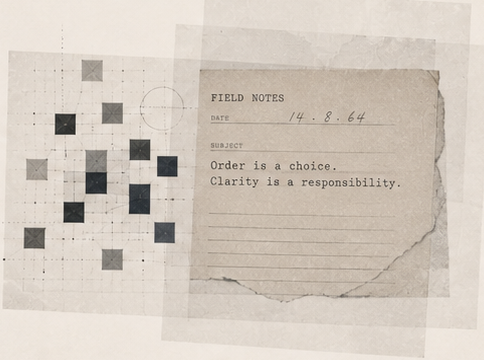 FIELD NOTES
DATE 14.8.64
SUBJECT
Order is a choice.
Clarity is a responsibility.